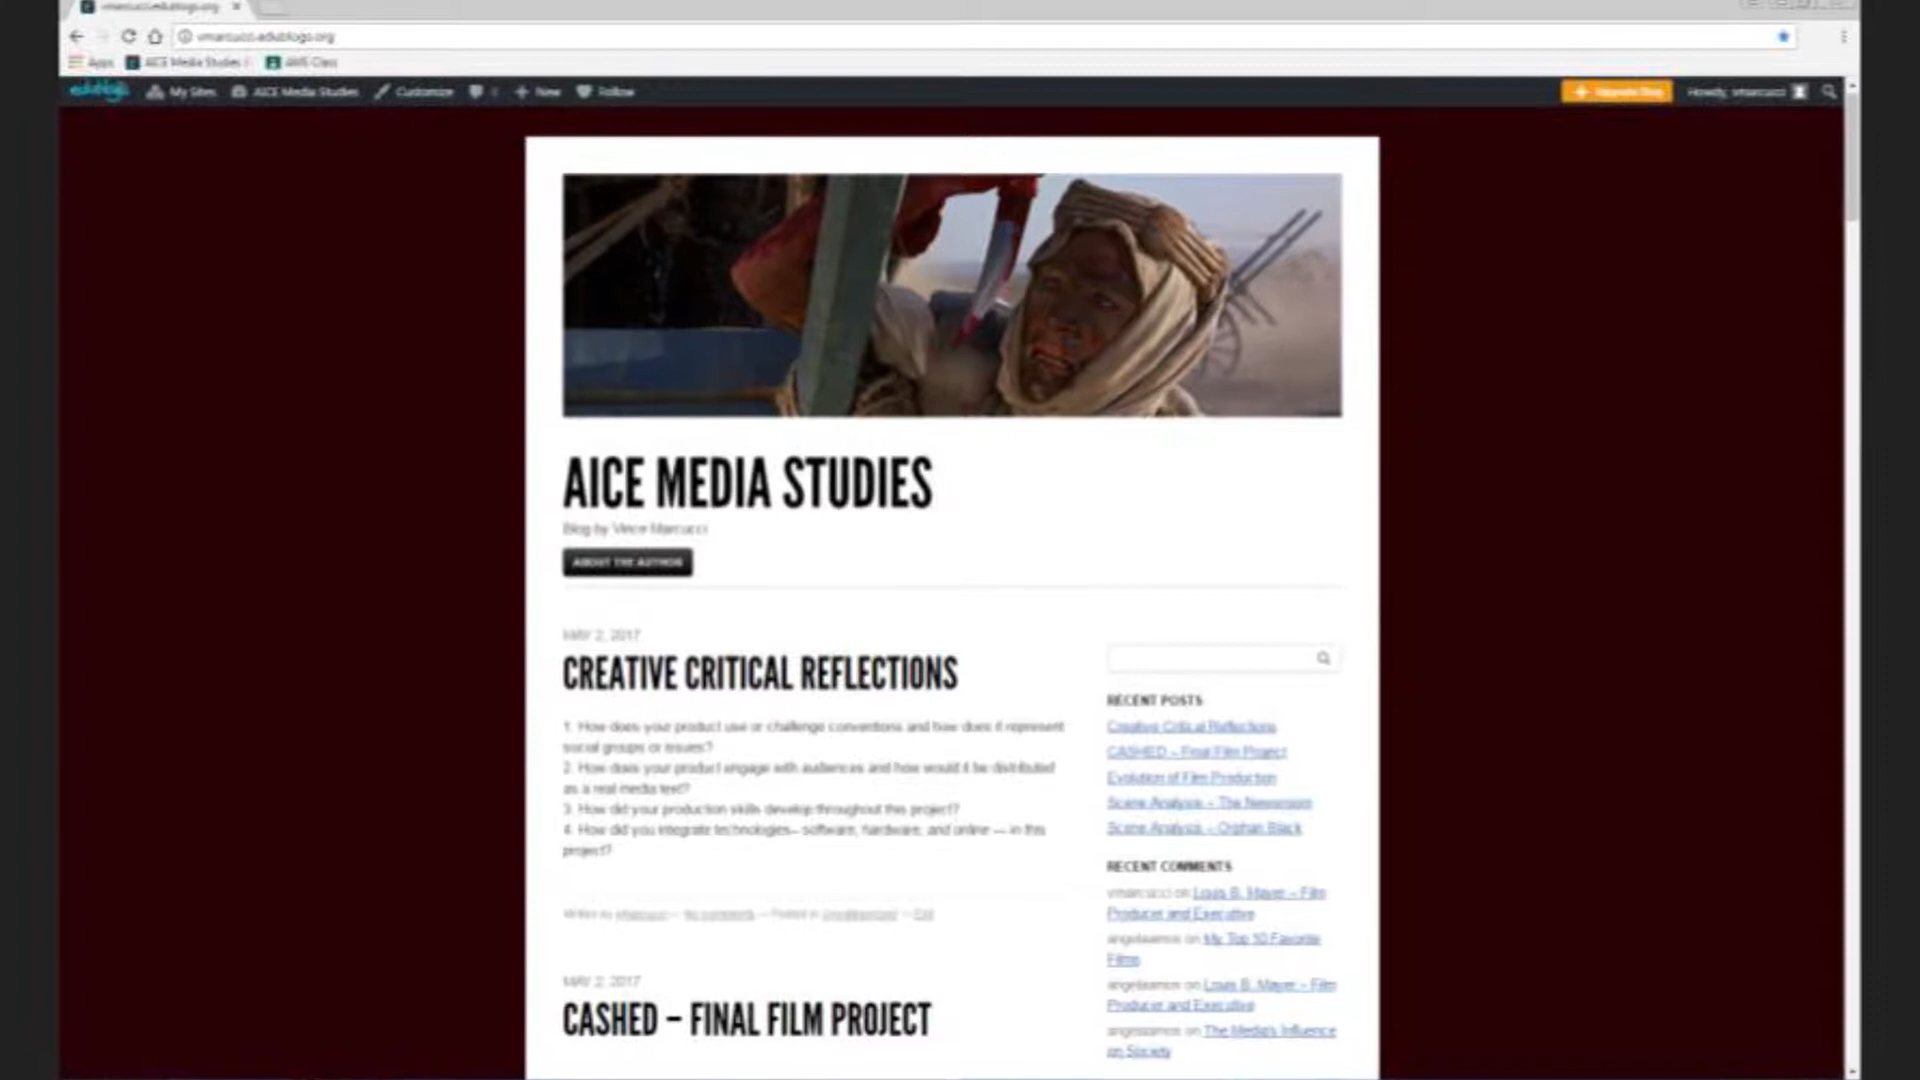 vmarcucci.edublogs.org
vmarcucci.edublogs.org
Apps AICE Media Studies AWS Class
edublogs My Sites AICE Media Studies Customize New Follow Upgrade Blog Howdy, vmarcucci
AICE MEDIA STUDIES
Blog by Vince Marcucci
ABOUT THE AUTHOR
MAY 2, 2017
CREATIVE CRITICAL REFLECTIONS
1. How does your product use or challenge conventions and how does it represent
social groups or issues?
2. How does your product engage with audiences and how would it be distributed
as a real media text?
3. How did your production skills develop throughout this project?
4. How did you integrate technologies– software, hardware, and online — in this
project?
Written by vmarcucci — No comments — Posted in Uncategorized — Edit
MAY 2, 2017
CASHED – FINAL FILM PROJECT
RECENT POSTS
Creative Critical Reflections
CASHED – Final Film Project
Evolution of Film Production
Scene Analysis – The Newsroom
Scene Analysis – Orphan Black
RECENT COMMENTS
vmarcucci on Louis B. Mayer – Film
Producer and Executive
angelaamos on My Top 10 Favorite
Films
angelaamos on Louis B. Mayer – Film
Producer and Executive
angelaamos on The Media's Influence
on Society